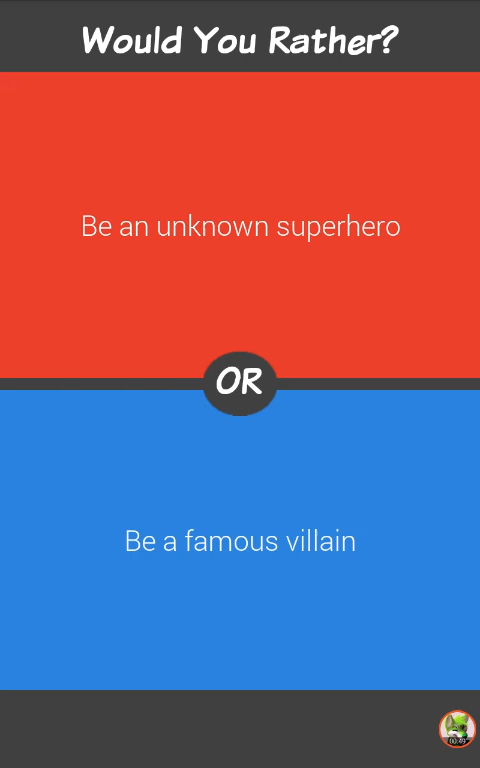 Would You Rather?
Be an unknown superhero
OR
Be a famous villain